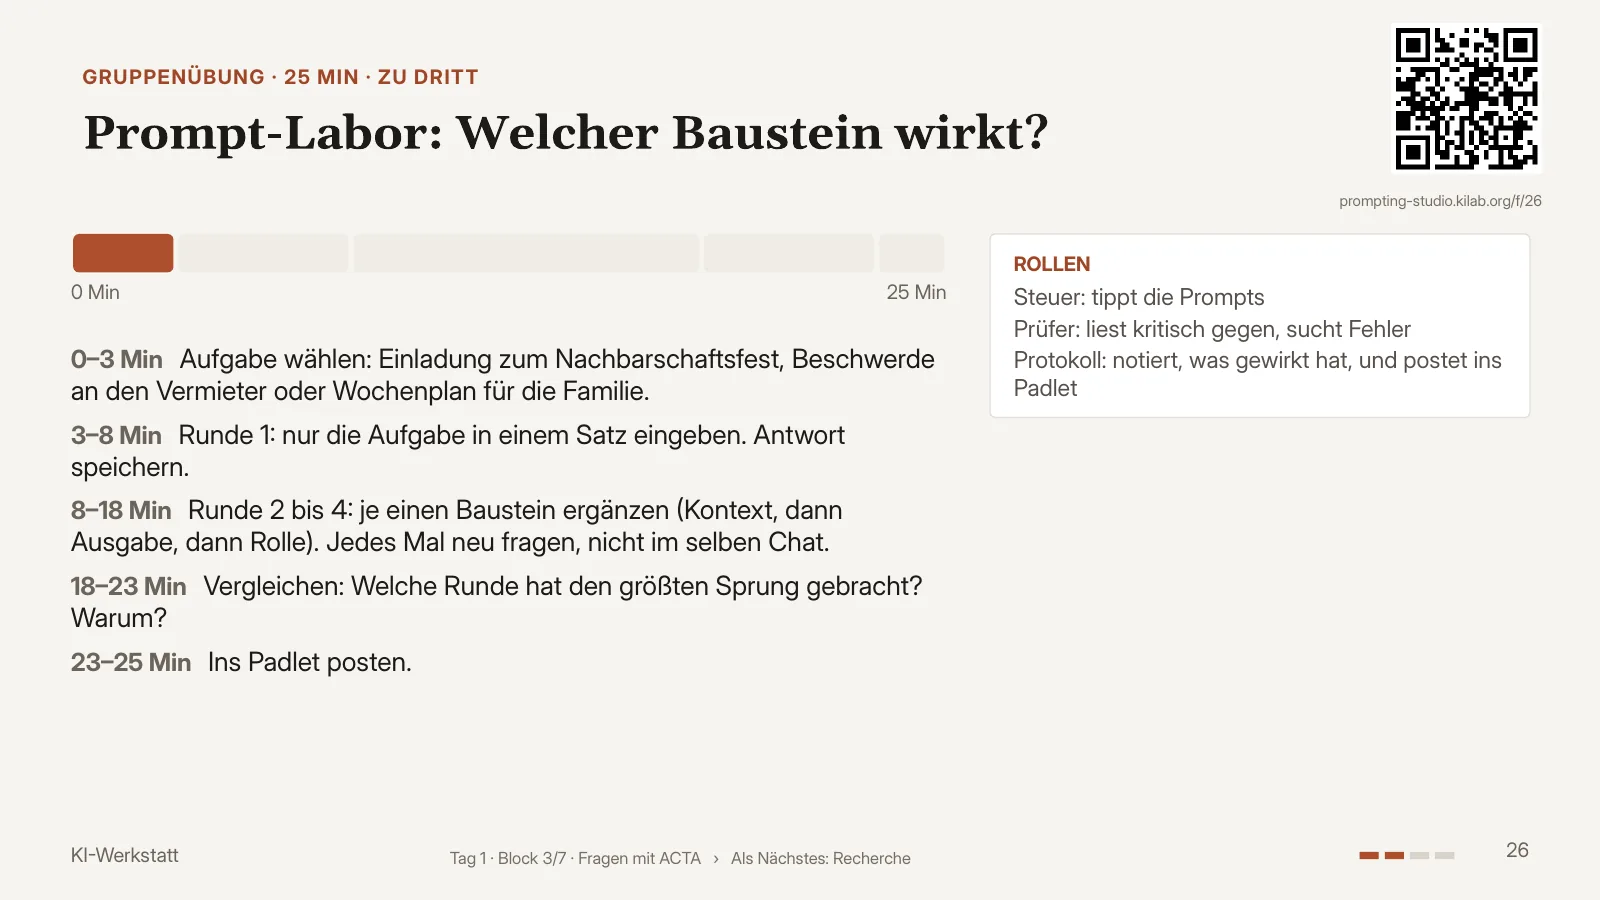 GRUPPENÜBUNG · 25 MIN · ZU DRITT
Prompt-Labor: Welcher Baustein wirkt?
prompting-studio.kilab.org/f/26
0 Min
25 Min
0–3 Min Aufgabe wählen: Einladung zum Nachbarschaftsfest, Beschwerde
an den Vermieter oder Wochenplan für die Familie.
3–8 Min Runde 1: nur die Aufgabe in einem Satz eingeben. Antwort
speichern.
8–18 Min Runde 2 bis 4: je einen Baustein ergänzen (Kontext, dann
Ausgabe, dann Rolle). Jedes Mal neu fragen, nicht im selben Chat.
18–23 Min Vergleichen: Welche Runde hat den größten Sprung gebracht?
Warum?
23–25 Min Ins Padlet posten.
ROLLEN
Steuer: tippt die Prompts
Prüfer: liest kritisch gegen, sucht Fehler
Protokoll: notiert, was gewirkt hat, und postet ins
Padlet
KI-Werkstatt
Tag 1 · Block 3/7 · Fragen mit ACTA › Als Nächstes: Recherche
26